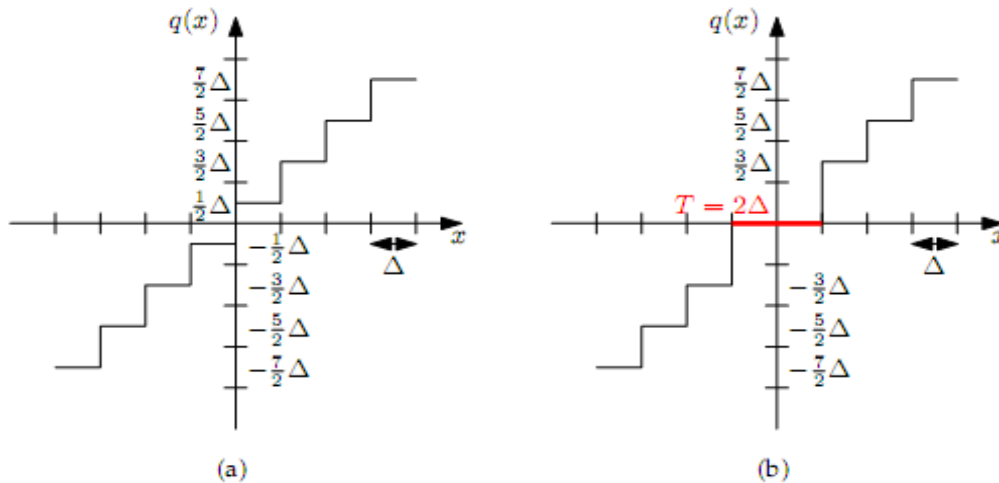 q(x)
7/2 Δ
5/2 Δ
3/2 Δ
1/2 Δ
x
-1/2 Δ
-3/2 Δ
-5/2 Δ
-7/2 Δ
Δ
(a)
q(x)
7/2 Δ
5/2 Δ
3/2 Δ
T = 2Δ
x
-3/2 Δ
-5/2 Δ
-7/2 Δ
Δ
(b)